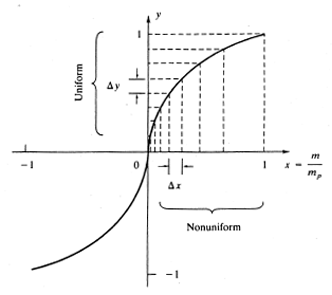 y
1
Uniform
Δy
-1
0
1
x = m/m_p
Δx
Nonuniform
-1